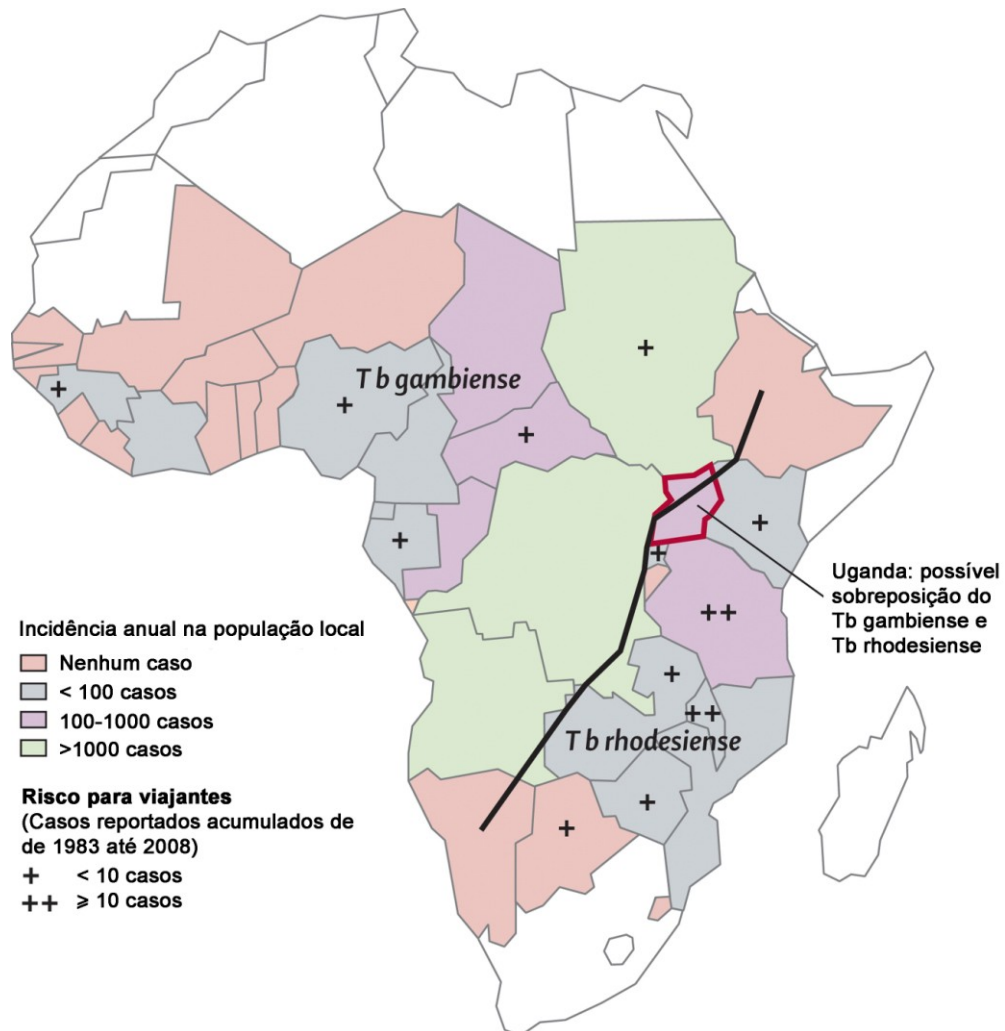 +
T b gambiense
+
+
+
+
+
+
Uganda: possível
sobreposição do
Tb gambiense e
Tb rhodesiense
++
+
++
T b rhodesiense
+
+
Incidência anual na população local
Nenhum caso
< 100 casos
100-1000 casos
>1000 casos
Risco para viajantes
(Casos reportados acumulados de
de 1983 até 2008)
+ < 10 casos
++ ⩾ 10 casos